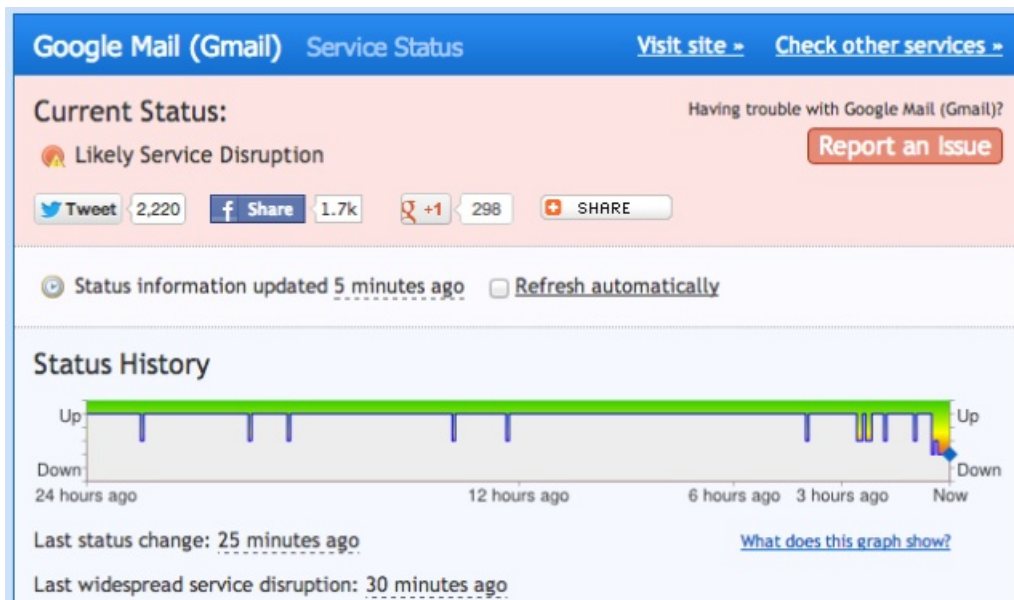 Google Mail (Gmail) Service Status Visit site » Check other services »
Current Status:
Having trouble with Google Mail (Gmail)?
Likely Service Disruption
Report an Issue
Tweet 2,220 f Share 1.7k g +1 298 SHARE
Status information updated 5 minutes ago Refresh automatically
Status History
Up Up
Down Down
24 hours ago 12 hours ago 6 hours ago 3 hours ago Now
Last status change: 25 minutes ago What does this graph show?
Last widespread service disruption: 30 minutes ago